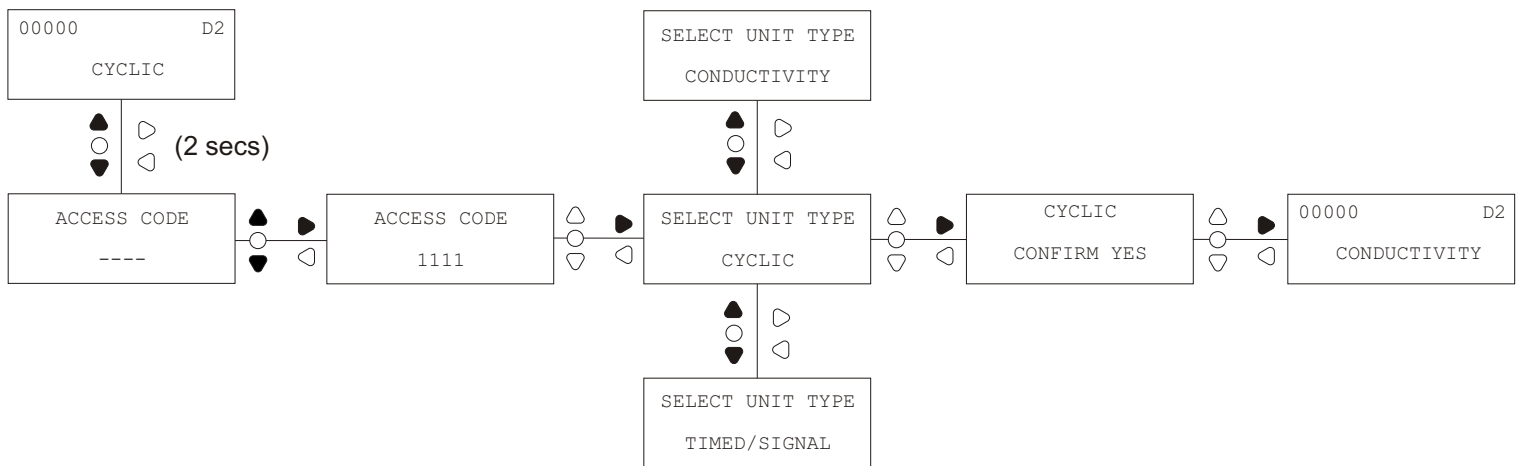 00000 D2
CYCLIC
(2 secs)
SELECT UNIT TYPE
CONDUCTIVITY
ACCESS CODE
----
ACCESS CODE
1111
SELECT UNIT TYPE
CYCLIC
CYCLIC
CONFIRM YES
00000 D2
CONDUCTIVITY
SELECT UNIT TYPE
TIMED/SIGNAL